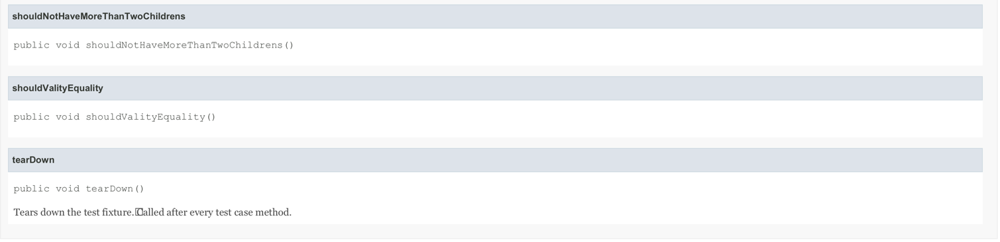 shouldNotHaveMoreThanTwoChildrens
public void shouldNotHaveMoreThanTwoChildrens()
shouldValityEquality
public void shouldValityEquality()
tearDown
public void tearDown()
Tears down the test fixture. Called after every test case method.